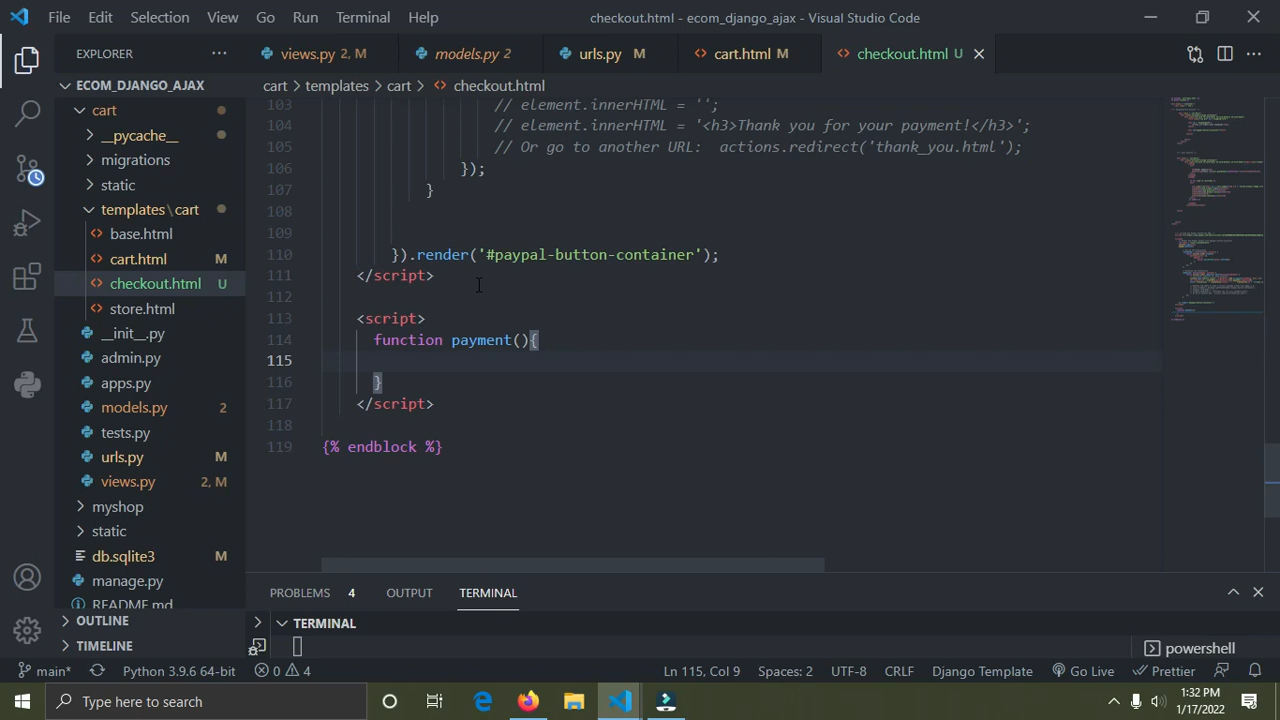 File Edit Selection View Go Run Terminal Help checkout.html - ecom_django_ajax - Visual Studio Code
EXPLORER
views.py 2, M
models.py 2
urls.py M
cart.html M
checkout.html U
ECOM_DJANGO_AJAX
cart
__pycache__
migrations
static
templates\cart
base.html
cart.html M
checkout.html U
store.html
__init__.py
admin.py
apps.py
models.py 2
tests.py
urls.py M
views.py 2, M
myshop
static
db.sqlite3 M
manage.py
README.md
OUTLINE
TIMELINE
cart > templates > cart > checkout.html
103 // element.innerHTML = '';
104 // element.innerHTML = '<h3>Thank you for your payment!</h3>';
105 // Or go to another URL:  actions.redirect('thank_you.html');
106 });
107 }
108
109
110 }).render('#paypal-button-container');
111 </script>
112
113 <script>
114 function payment(){
115
116 }
117 </script>
118
119 {% endblock %}
PROBLEMS 4 OUTPUT TERMINAL
TERMINAL
powershell
main* Python 3.9.6 64-bit 0 4 Ln 115, Col 9 Spaces: 2 UTF-8 CRLF Django Template Go Live Prettier
Type here to search
1:32 PM
1/17/2022